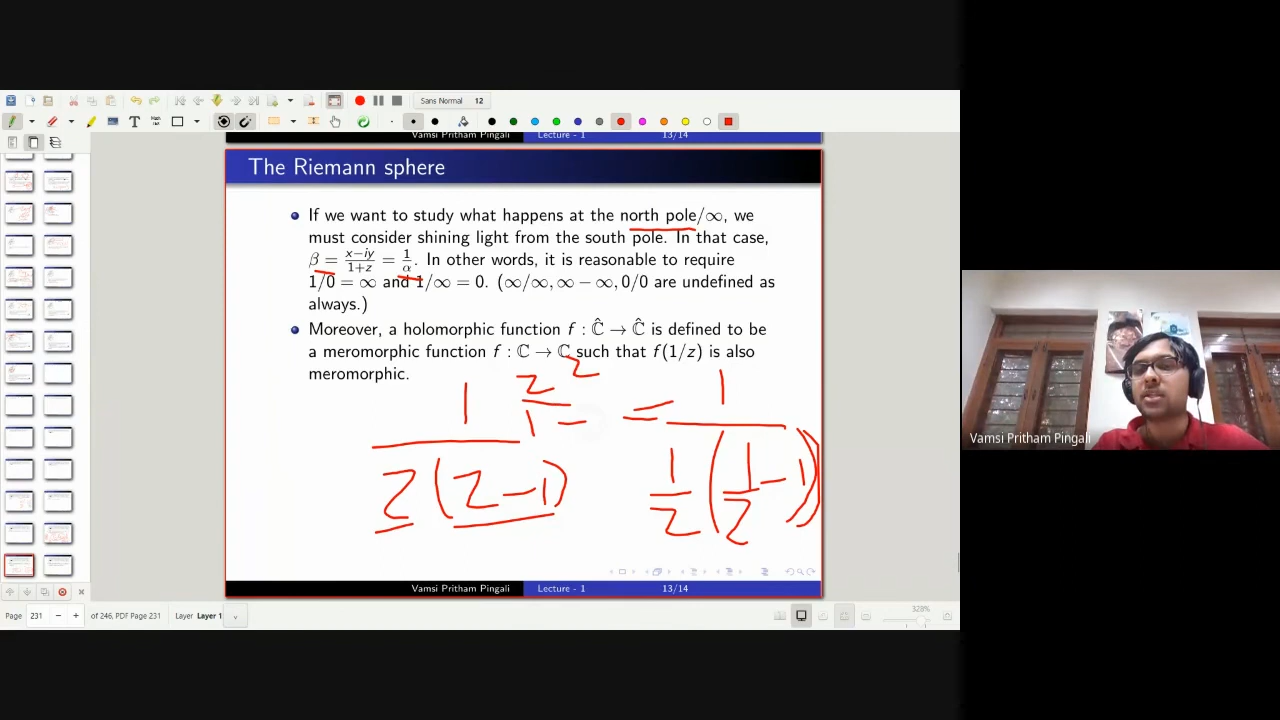 Sans Normal 12
Vamsi Pritham Pingali Lecture - 1 13/14
The Riemann sphere
If we want to study what happens at the north pole/∞, we
must consider shining light from the south pole. In that case,
β = x−iy/1+z = 1/α. In other words, it is reasonable to require
1/0 = ∞ and 1/∞ = 0. (∞/∞, ∞ − ∞, 0/0 are undefined as
always.)
Moreover, a holomorphic function f : Ĉ → Ĉ is defined to be
a meromorphic function f : ℂ → ℂ such that f(1/z) is also
meromorphic.
1/z(z−1)
z²/1−
= 1/(1/z(1/z−1))
Vamsi Pritham Pingali Lecture - 1 13/14
Page 231 of 246, PDF Page 231 Layer Layer 1 328%
Vamsi Pritham Pingali